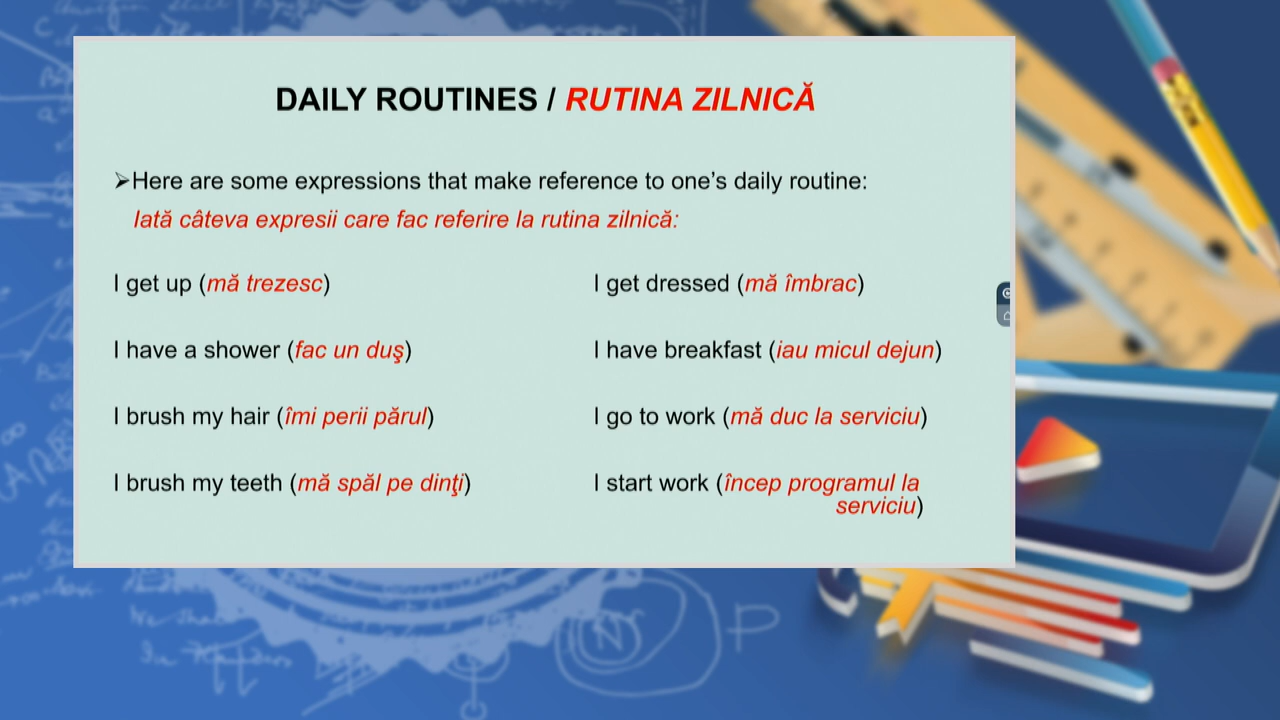 DAILY ROUTINES / RUTINA ZILNICĂ
➢Here are some expressions that make reference to one’s daily routine:
Iată câteva expresii care fac referire la rutina zilnică:
I get up (mă trezesc)
I have a shower (fac un duş)
I brush my hair (îmi perii părul)
I brush my teeth (mă spăl pe dinţi)
I get dressed (mă îmbrac)
I have breakfast (iau micul dejun)
I go to work (mă duc la serviciu)
I start work (încep programul la
serviciu)
N
P